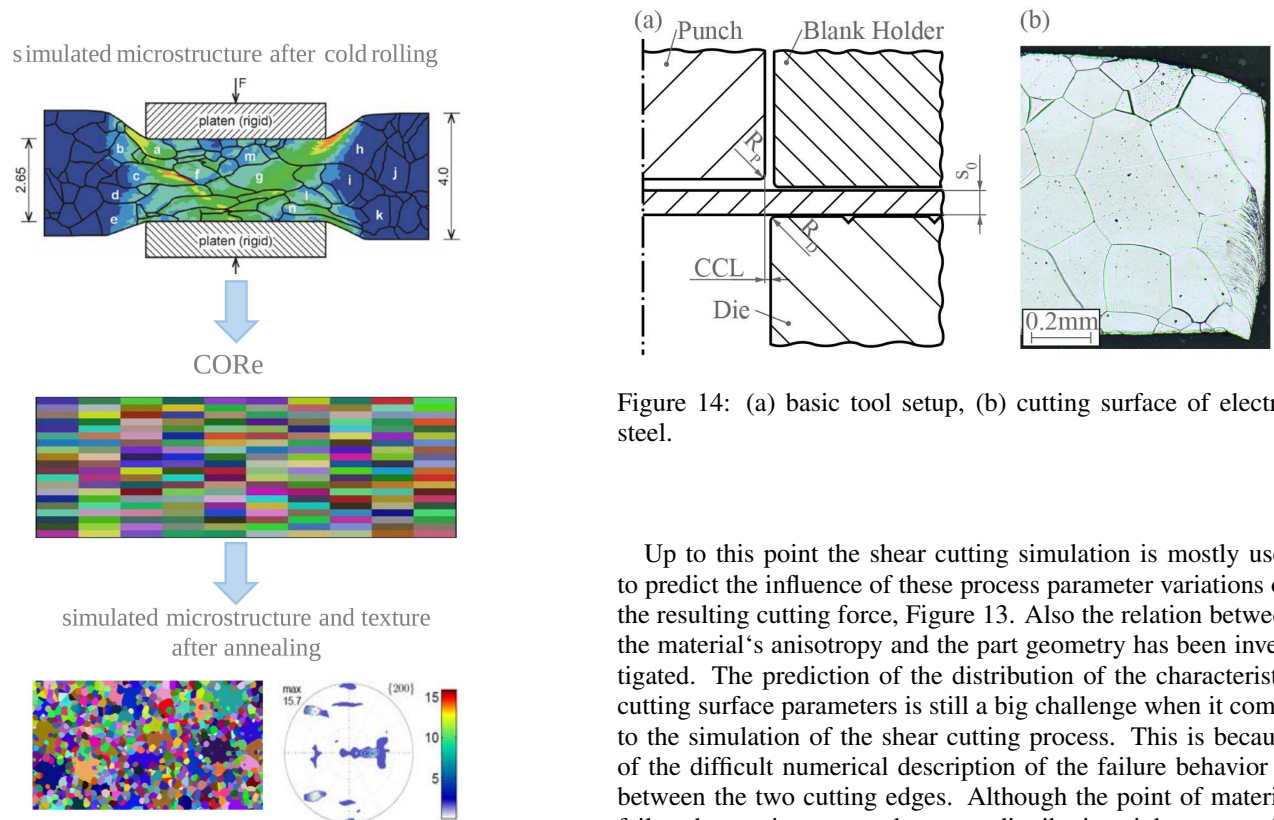 simulated microstructure after cold rolling
F
platen (rigid)
2.65
4.0
b
a
m
h
c
f
g
j
d
l
i
e
n
k
platen (rigid)
CORe
simulated microstructure and texture
after annealing
max
15.7
{200}
15
10
5
(a)
Punch
Blank Holder
R_P
S_0
R_D
CCL
Die
(b)
0.2mm
Figure 14: (a) basic tool setup, (b) cutting surface of electr
steel.
Up to this point the shear cutting simulation is mostly use
to predict the influence of these process parameter variations o
the resulting cutting force, Figure 13. Also the relation betwee
the material‘s anisotropy and the part geometry has been inve
tigated. The prediction of the distribution of the characterist
cutting surface parameters is still a big challenge when it com
to the simulation of the shear cutting process. This is becau
of the difficult numerical description of the failure behavior
between the two cutting edges. Although the point of materi